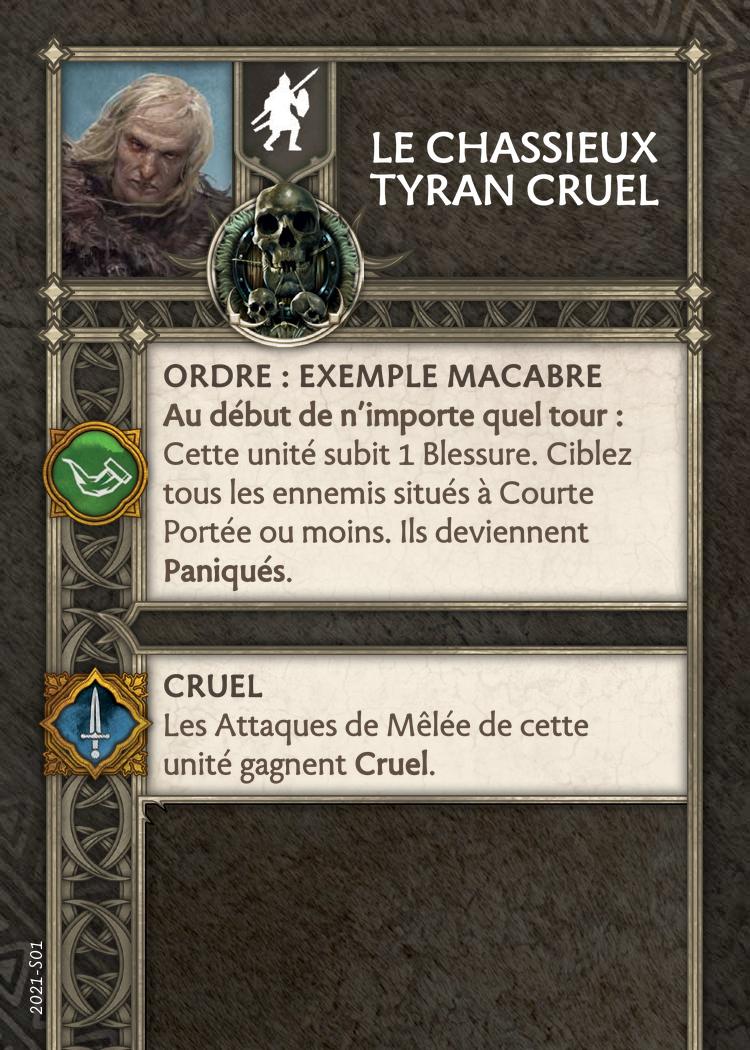 LE CHASSIEUX
TYRAN CRUEL
ORDRE : EXEMPLE MACABRE
Au début de n'importe quel tour :
Cette unité subit 1 Blessure. Ciblez
tous les ennemis situés à Courte
Portée ou moins. Ils deviennent
Paniqués.
CRUEL
Les Attaques de Mêlée de cette
unité gagnent Cruel.
2021-S01